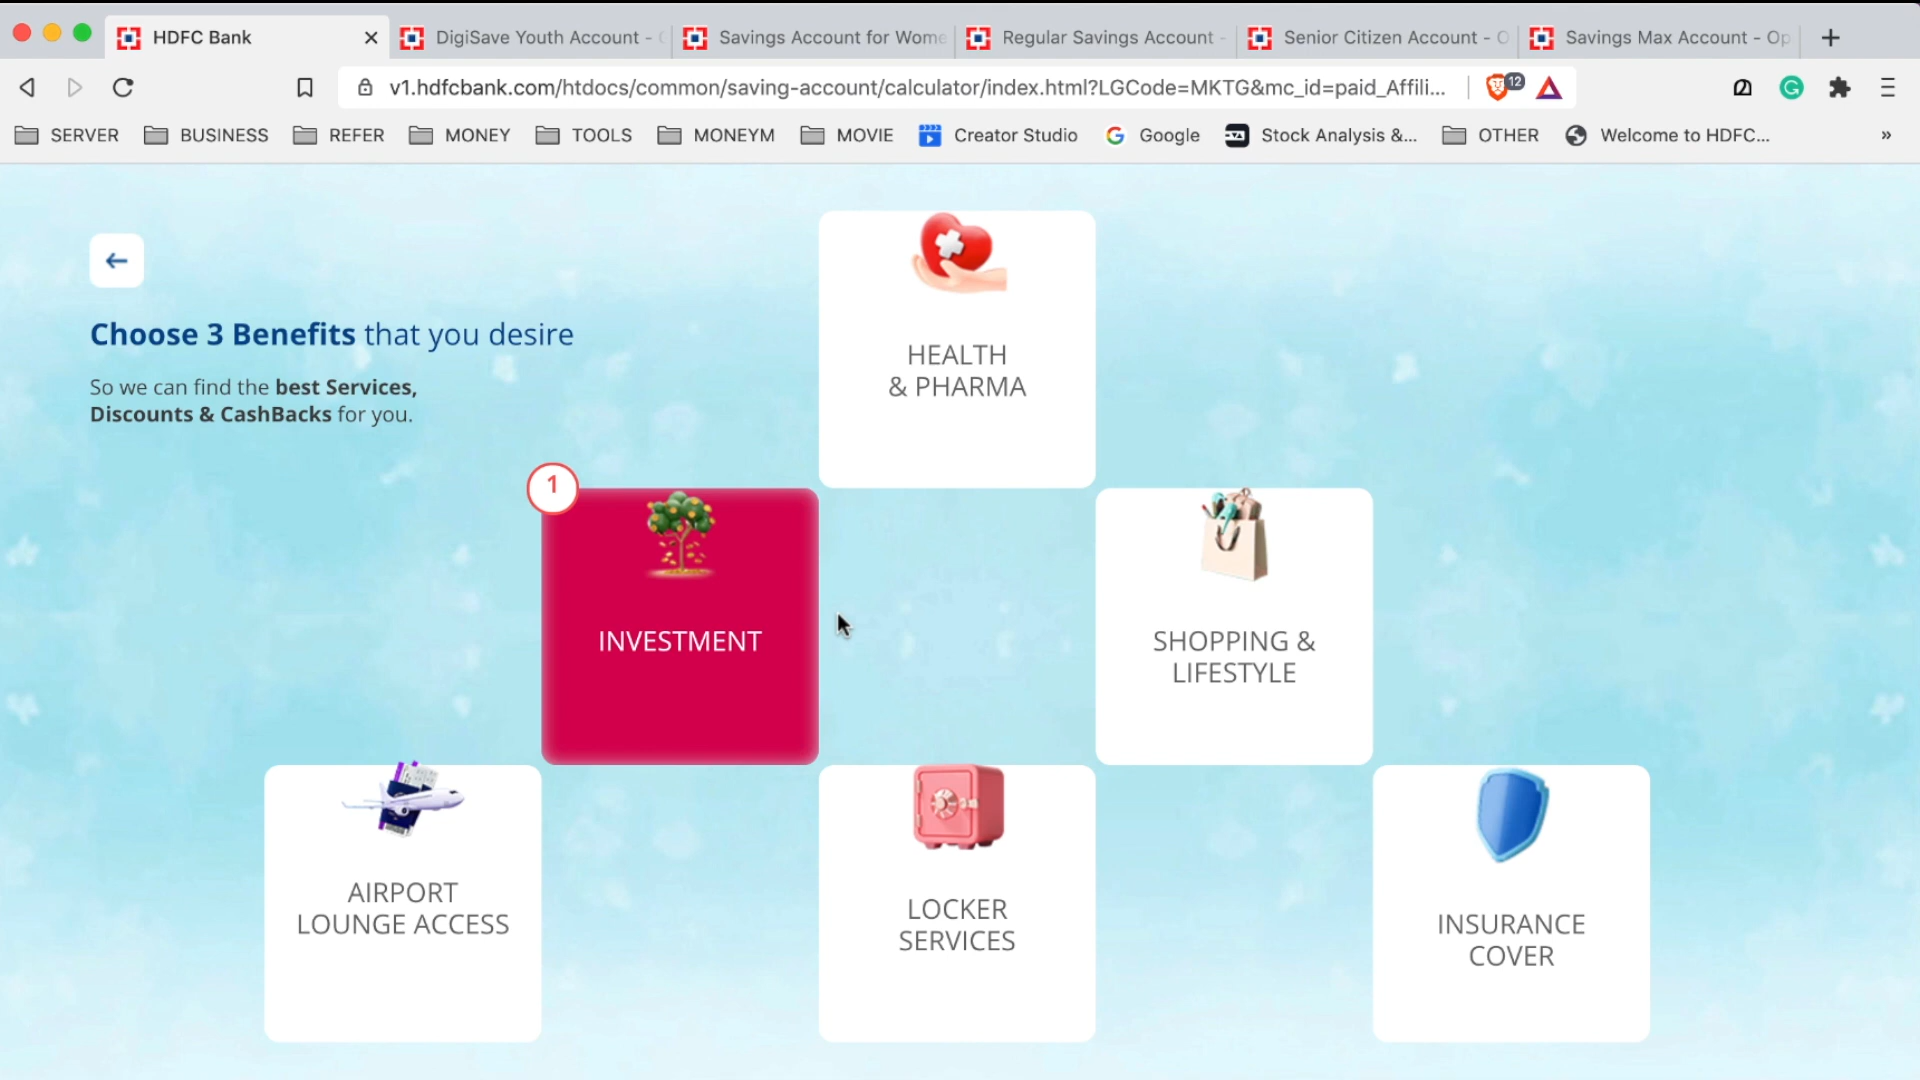 HDFC Bank
DigiSave Youth Account -
Savings Account for Wome
Regular Savings Account -
Senior Citizen Account - O
Savings Max Account - Op
v1.hdfcbank.com/htdocs/common/saving-account/calculator/index.html?LGCode=MKTG&mc_id=paid_Affili...
12
SERVER
BUSINESS
REFER
MONEY
TOOLS
MONEYM
MOVIE
Creator Studio
Google
Stock Analysis &...
OTHER
Welcome to HDFC...
»
Choose 3 Benefits that you desire
So we can find the best Services,
Discounts & CashBacks for you.
HEALTH
& PHARMA
1
INVESTMENT
SHOPPING &
LIFESTYLE
AIRPORT
LOUNGE ACCESS
LOCKER
SERVICES
INSURANCE
COVER